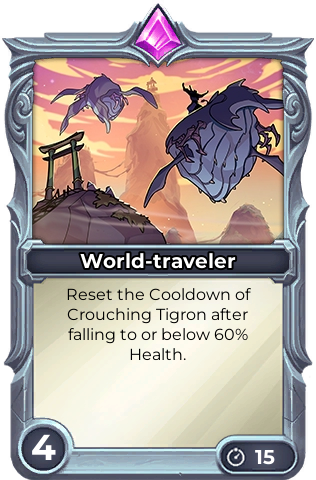 World-traveler
Reset the Cooldown of
Crouching Tigron after
falling to or below 60%
Health.
4
15